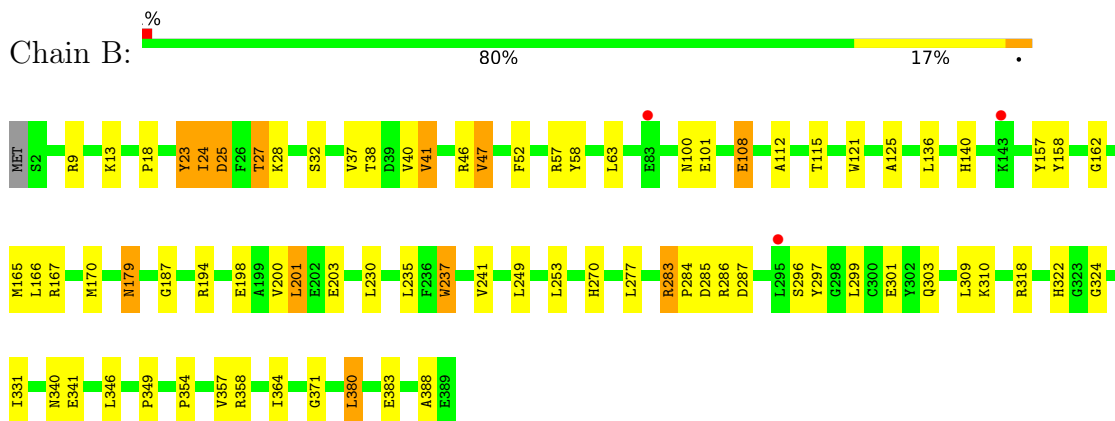 .%
Chain B:
80% 17% •
MET S2 R9 K13 P18 Y23 I24 D25 F26 T27 K28 S32 V37 T38 D39 V40 V41 R46 V47 F52 R57 Y58 L63 E83 N100 E101 E108 A112 T115 W121 A125 L136 H140 K143 Y157 Y158 G162
M165 L166 R167 M170 N179 G187 R194 E198 A199 V200 L201 E202 E203 L230 L235 F236 W237 V241 L249 L253 H270 L277 R283 P284 D285 R286 D287 L295 S296 Y297 G298 L299 C300 E301 Y302 Q303 L309 K310 R318 H322 G323 G324
I331 N340 E341 L346 P349 P354 V357 R358 I364 G371 L380 E383 A388 E389